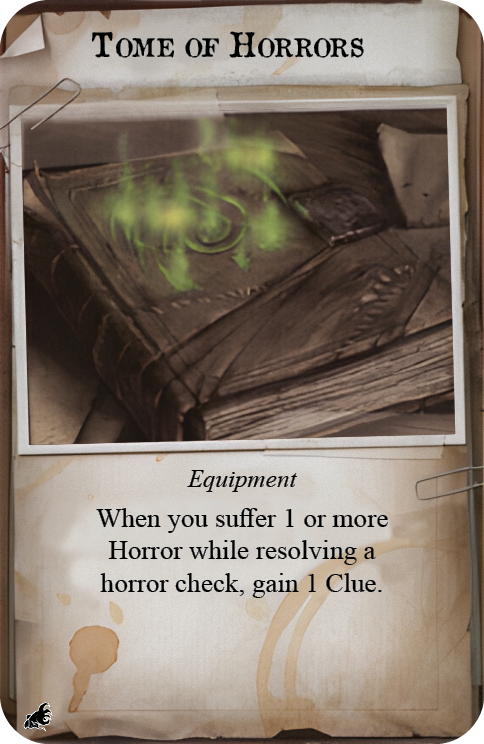 Tome of Horrors
Equipment
When you suffer 1 or more
Horror while resolving a
horror check, gain 1 Clue.